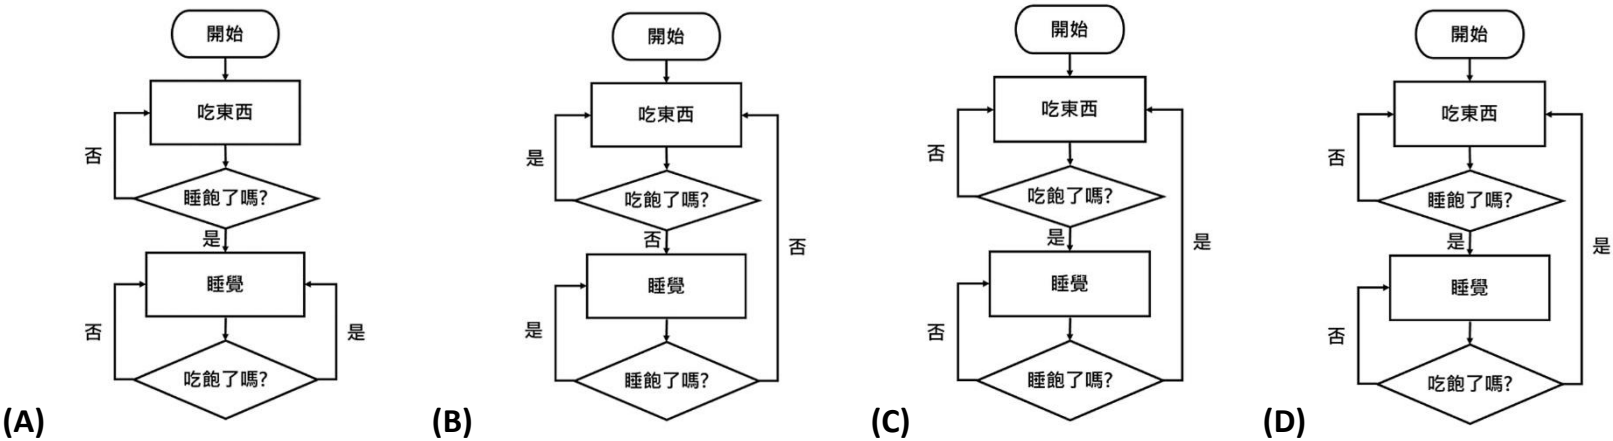 開始
吃東西
否
睡飽了嗎?
是
睡覺
否
是
吃飽了嗎?
(A)
開始
吃東西
是
吃飽了嗎?
否
睡覺
否
是
睡飽了嗎?
(B)
開始
吃東西
否
吃飽了嗎?
是
睡覺
是
否
睡飽了嗎?
(C)
開始
吃東西
否
睡飽了嗎?
是
睡覺
是
否
吃飽了嗎?
(D)